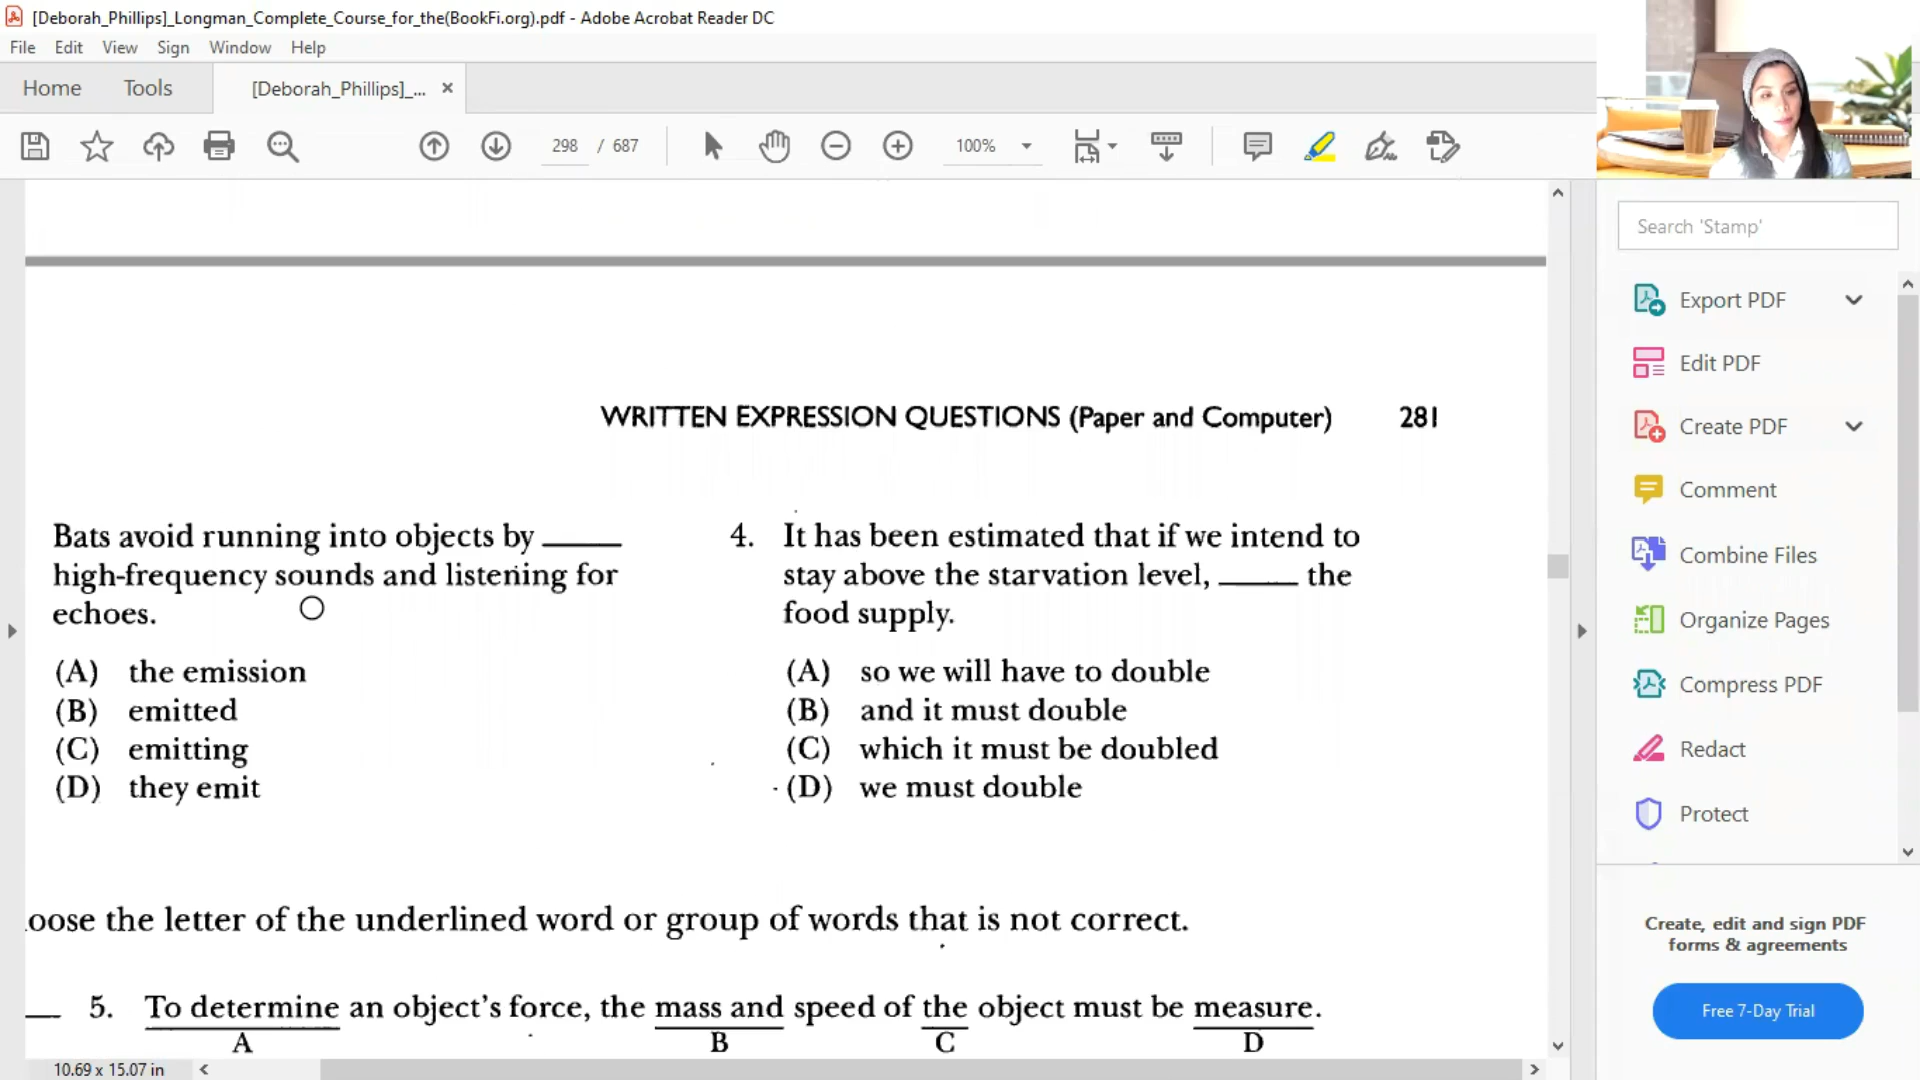 [Deborah_Phillips]_Longman_Complete_Course_for_the(BookFi.org).pdf - Adobe Acrobat Reader DC
File Edit View Sign Window Help
Home Tools [Deborah_Phillips]_... ×
298 / 687 100%
WRITTEN EXPRESSION QUESTIONS (Paper and Computer) 281
Bats avoid running into objects by _____
high-frequency sounds and listening for
echoes.
(A) the emission
(B) emitted
(C) emitting
(D) they emit
4. It has been estimated that if we intend to
stay above the starvation level, _____ the
food supply.
(A) so we will have to double
(B) and it must double
(C) which it must be doubled
(D) we must double
oose the letter of the underlined word or group of words that is not correct.
5. To determine an object's force, the mass and speed of the object must be measure.
A B C D
10.69 x 15.07 in
Search 'Stamp'
Export PDF
Edit PDF
Create PDF
Comment
Combine Files
Organize Pages
Compress PDF
Redact
Protect
Create, edit and sign PDF
forms & agreements
Free 7-Day Trial